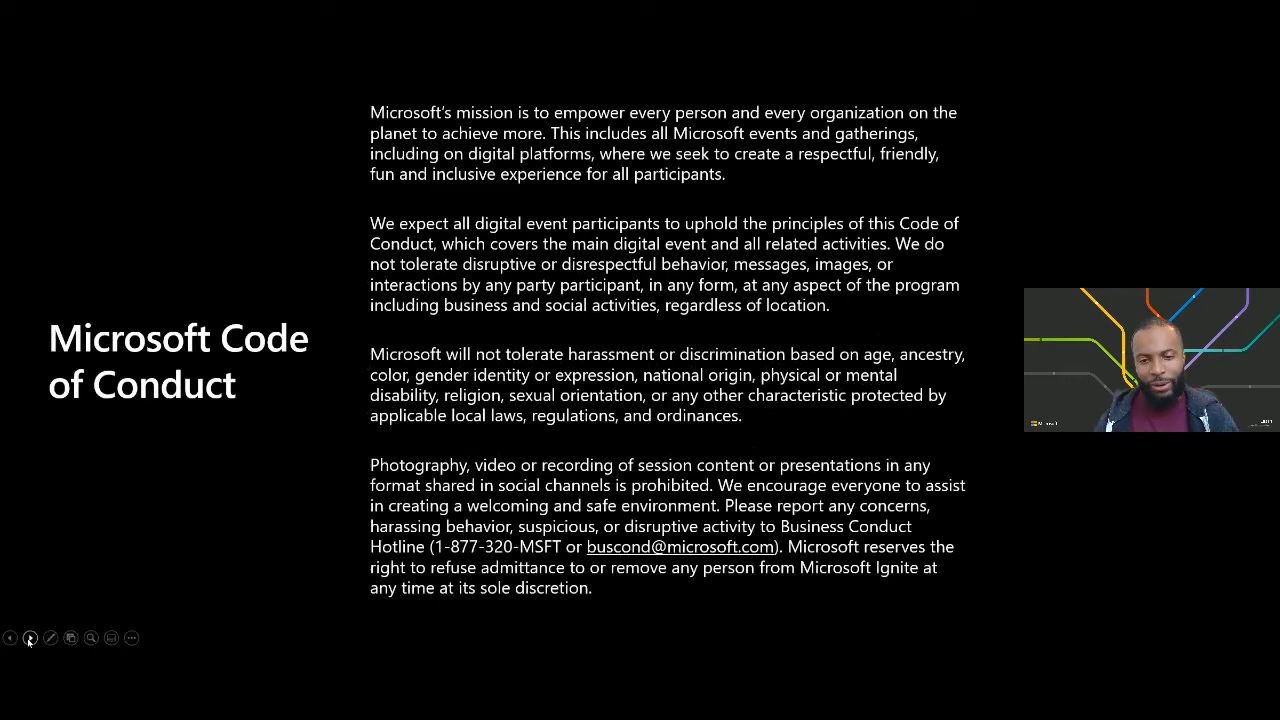 Microsoft Code
of Conduct
Microsoft's mission is to empower every person and every organization on the
planet to achieve more. This includes all Microsoft events and gatherings,
including on digital platforms, where we seek to create a respectful, friendly,
fun and inclusive experience for all participants.
We expect all digital event participants to uphold the principles of this Code of
Conduct, which covers the main digital event and all related activities. We do
not tolerate disruptive or disrespectful behavior, messages, images, or
interactions by any party participant, in any form, at any aspect of the program
including business and social activities, regardless of location.
Microsoft will not tolerate harassment or discrimination based on age, ancestry,
color, gender identity or expression, national origin, physical or mental
disability, religion, sexual orientation, or any other characteristic protected by
applicable local laws, regulations, and ordinances.
Photography, video or recording of session content or presentations in any
format shared in social channels is prohibited. We encourage everyone to assist
in creating a welcoming and safe environment. Please report any concerns,
harassing behavior, suspicious, or disruptive activity to Business Conduct
Hotline (1-877-320-MSFT or buscond@microsoft.com). Microsoft reserves the
right to refuse admittance to or remove any person from Microsoft Ignite at
any time at its sole discretion.
Microsoft